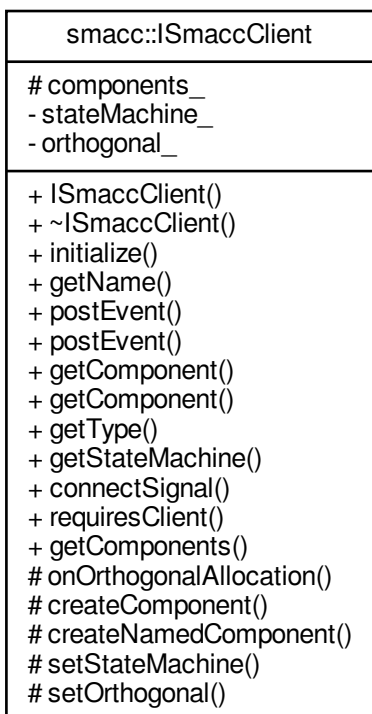 smacc::ISmaccClient
# components_
- stateMachine_
- orthogonal_
+ ISmaccClient()
+ ~ISmaccClient()
+ initialize()
+ getName()
+ postEvent()
+ postEvent()
+ getComponent()
+ getComponent()
+ getType()
+ getStateMachine()
+ connectSignal()
+ requiresClient()
+ getComponents()
# onOrthogonalAllocation()
# createComponent()
# createNamedComponent()
# setStateMachine()
# setOrthogonal()